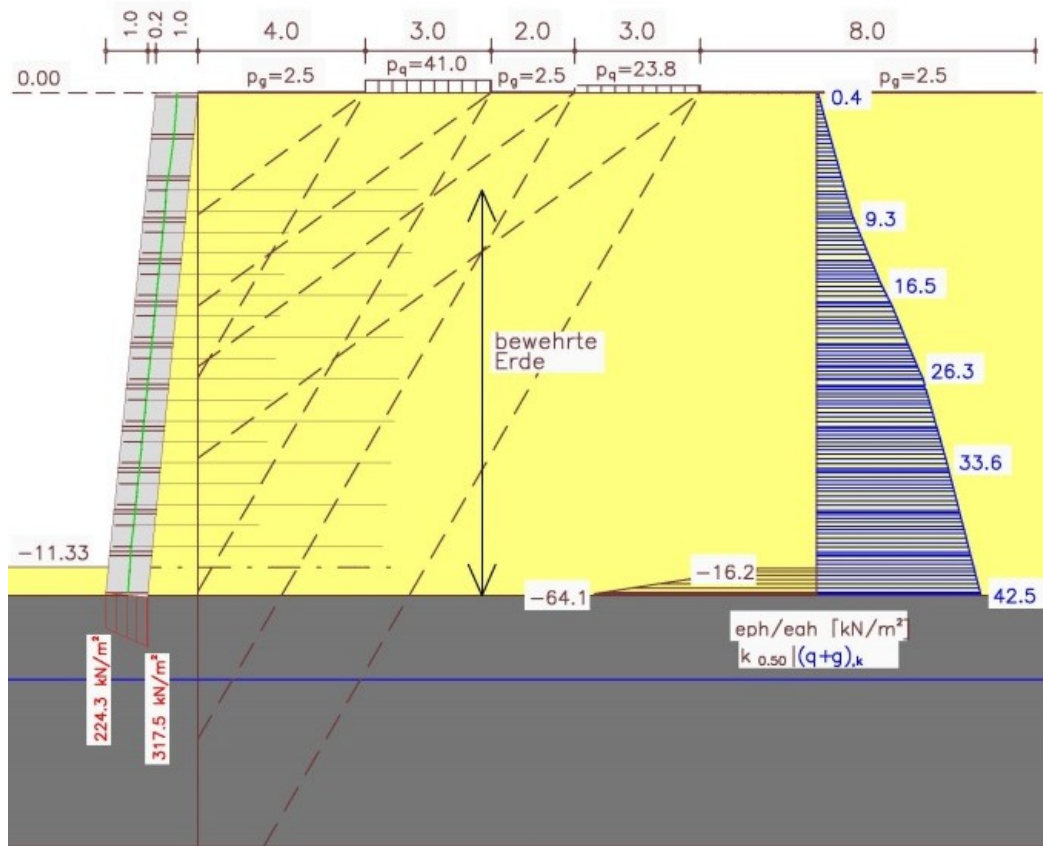 1.0
0.2
1.0
4.0
3.0
2.0
3.0
8.0
0.00
pg=2.5
pq=41.0
pg=2.5
pq=23.8
pg=2.5
0.4
9.3
16.5
26.3
33.6
42.5
bewehrte
Erde
-11.33
-16.2
-64.1
eph/eah [kN/m²]
k 0.50|(q+g),k
224.3 kN/m²
317.5 kN/m²